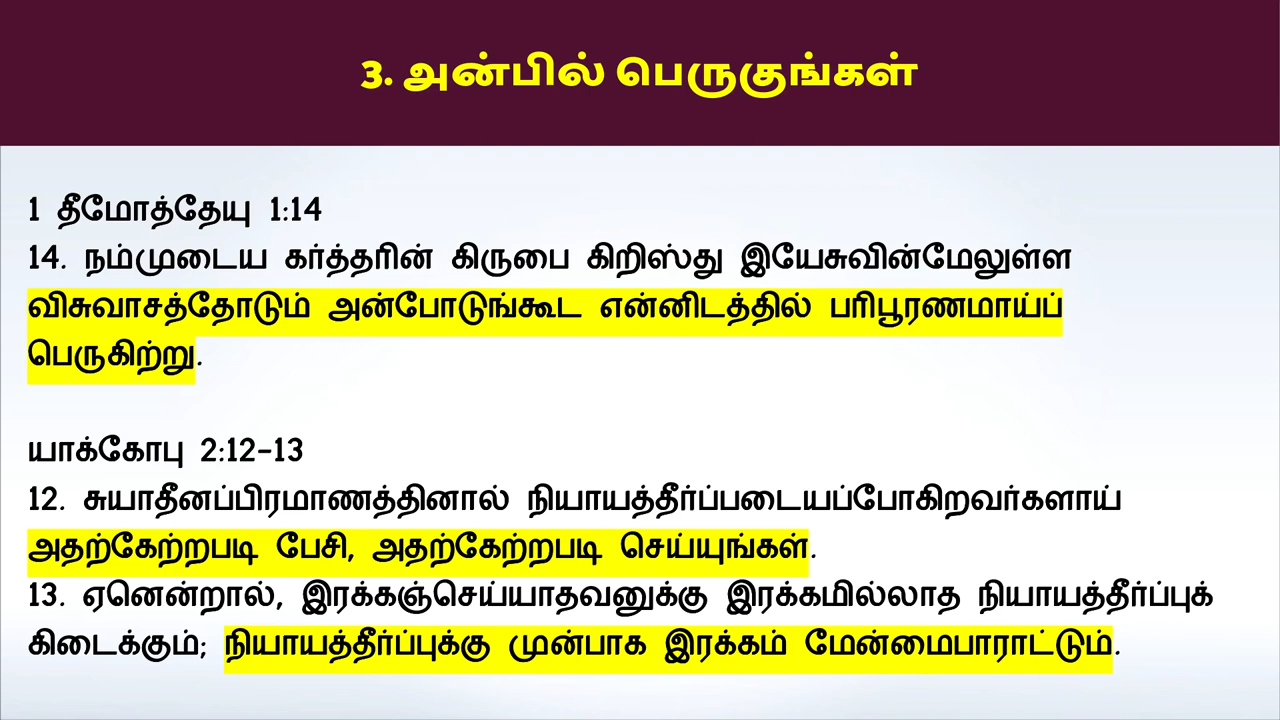 3. அன்பில் பெருகுங்கள்
1 தீமோத்தேயு 1:14
14. நம்முடைய கர்த்தரின் கிருபை கிறிஸ்து இயேசுவின்மேலுள்ள
விசுவாசத்தோடும் அன்போடுங்கூட என்னிடத்தில் பரிபூரணமாய்ப்
பெருகிற்று.
யாக்கோபு 2:12-13
12. சுயாதீனப்பிரமாணத்தினால் நியாயத்தீர்ப்படையப்போகிறவர்களாய்
அதற்கேற்றபடி பேசி, அதற்கேற்றபடி செய்யுங்கள்.
13. ஏனென்றால், இரக்கஞ்செய்யாதவனுக்கு இரக்கமில்லாத நியாயத்தீர்ப்புக்
கிடைக்கும்; நியாயத்தீர்ப்புக்கு முன்பாக இரக்கம் மேன்மைபாராட்டும்.